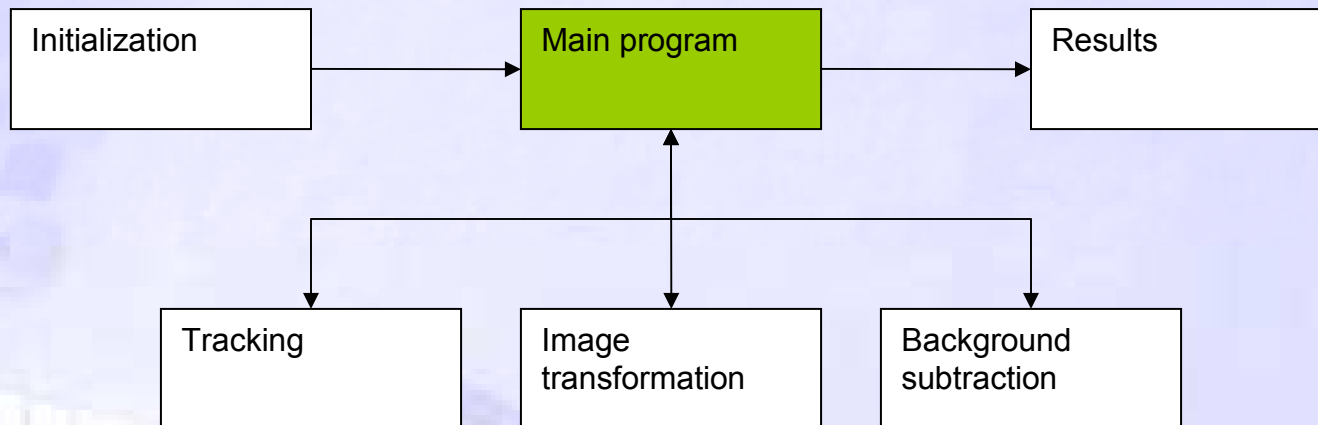 Initialization
Main program
Results
Tracking
Image
transformation
Background
subtraction